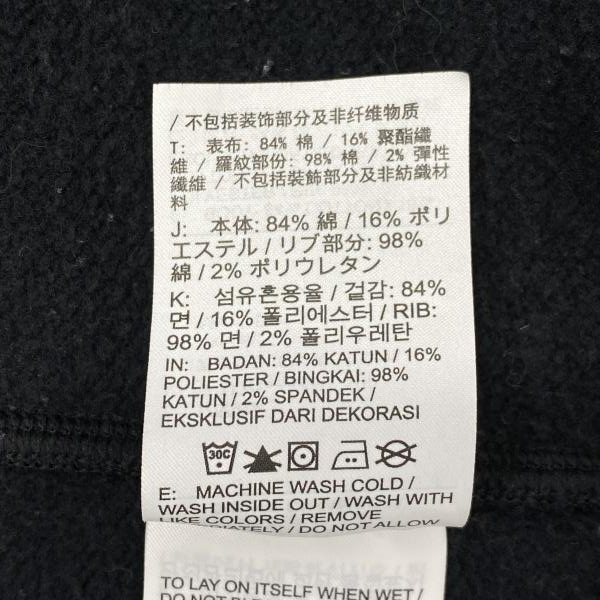 / 不包括装饰部分及非纤维物质
T: 表布: 84% 棉 / 16% 聚酯纖
維 / 羅紋部份: 98% 棉 / 2% 彈性
纖維 / 不包括裝飾部分及非紡織材
料
J: 本体: 84% 綿 / 16% ポリ
エステル / リブ部分: 98%
綿 / 2% ポリウレタン
K: 섬유혼용율 / 겉감: 84%
면 / 16% 폴리에스터 / RIB:
98% 면 / 2% 폴리우레탄
IN: BADAN: 84% KATUN / 16%
POLIESTER / BINGKAI: 98%
KATUN / 2% SPANDEK /
EKSKLUSIF DARI DEKORASI
30C
E: MACHINE WASH COLD /
WASH INSIDE OUT / WASH WITH
LIKE COLORS / REMOVE
DO NOT ALLOW
TO LAY ON ITSELF WHEN WET /